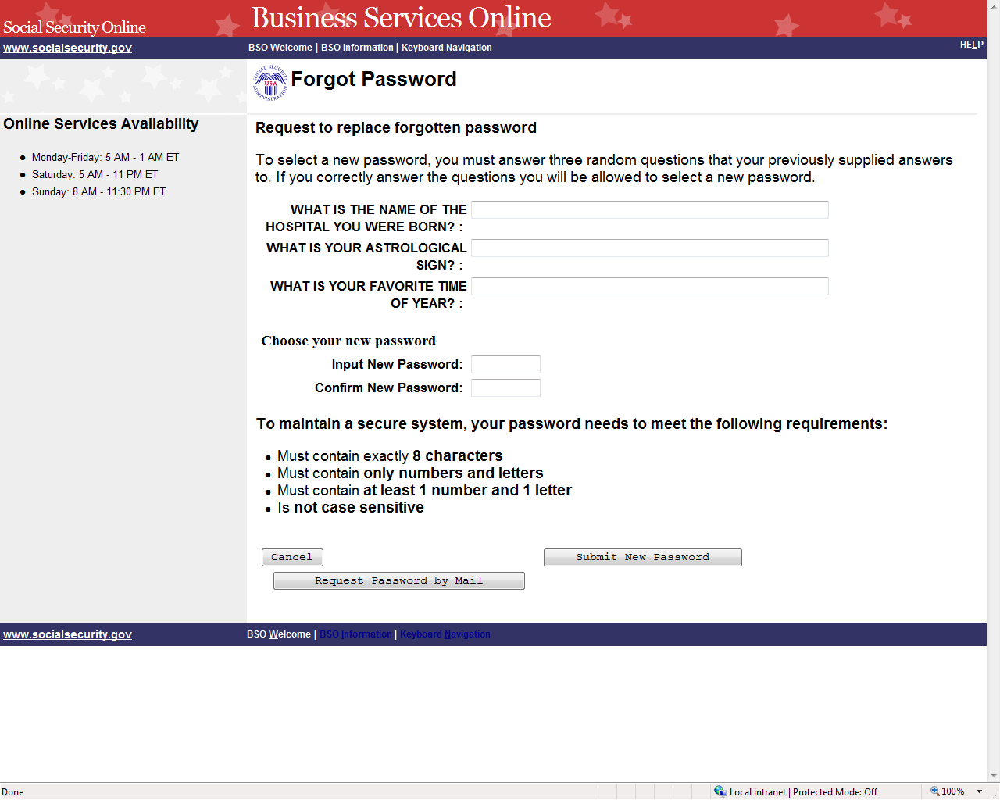 Social Security Online
Business Services Online
www.socialsecurity.gov
BSO Welcome | BSO Information | Keyboard Navigation
HELP
SOCIAL SECURITY ADMINISTRATION
USA
Forgot Password
Online Services Availability
Monday-Friday: 5 AM - 1 AM ET
Saturday: 5 AM - 11 PM ET
Sunday: 8 AM - 11:30 PM ET
Request to replace forgotten password
To select a new password, you must answer three random questions that your previously supplied answers
to. If you correctly answer the questions you will be allowed to select a new password.
WHAT IS THE NAME OF THE
HOSPITAL YOU WERE BORN? :
WHAT IS YOUR ASTROLOGICAL
SIGN? :
WHAT IS YOUR FAVORITE TIME
OF YEAR? :
Choose your new password
Input New Password:
Confirm New Password:
To maintain a secure system, your password needs to meet the following requirements:
Must contain exactly 8 characters
Must contain only numbers and letters
Must contain at least 1 number and 1 letter
Is not case sensitive
Cancel
Submit New Password
Request Password by Mail
www.socialsecurity.gov
BSO Welcome | BSO Information | Keyboard Navigation
Done
Local intranet | Protected Mode: Off
100%